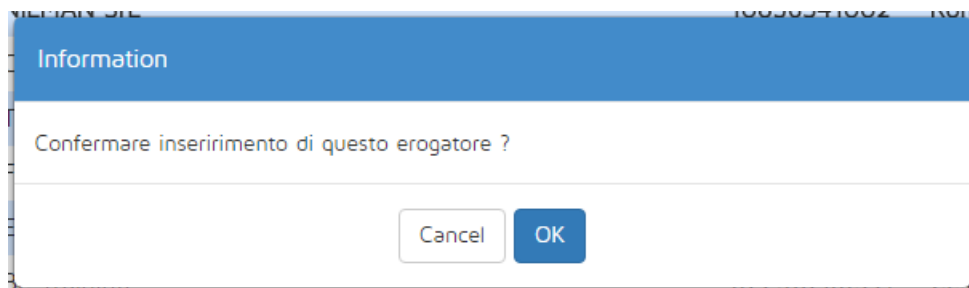 Information
Confermare inseririmento di questo erogatore ?
Cancel OK